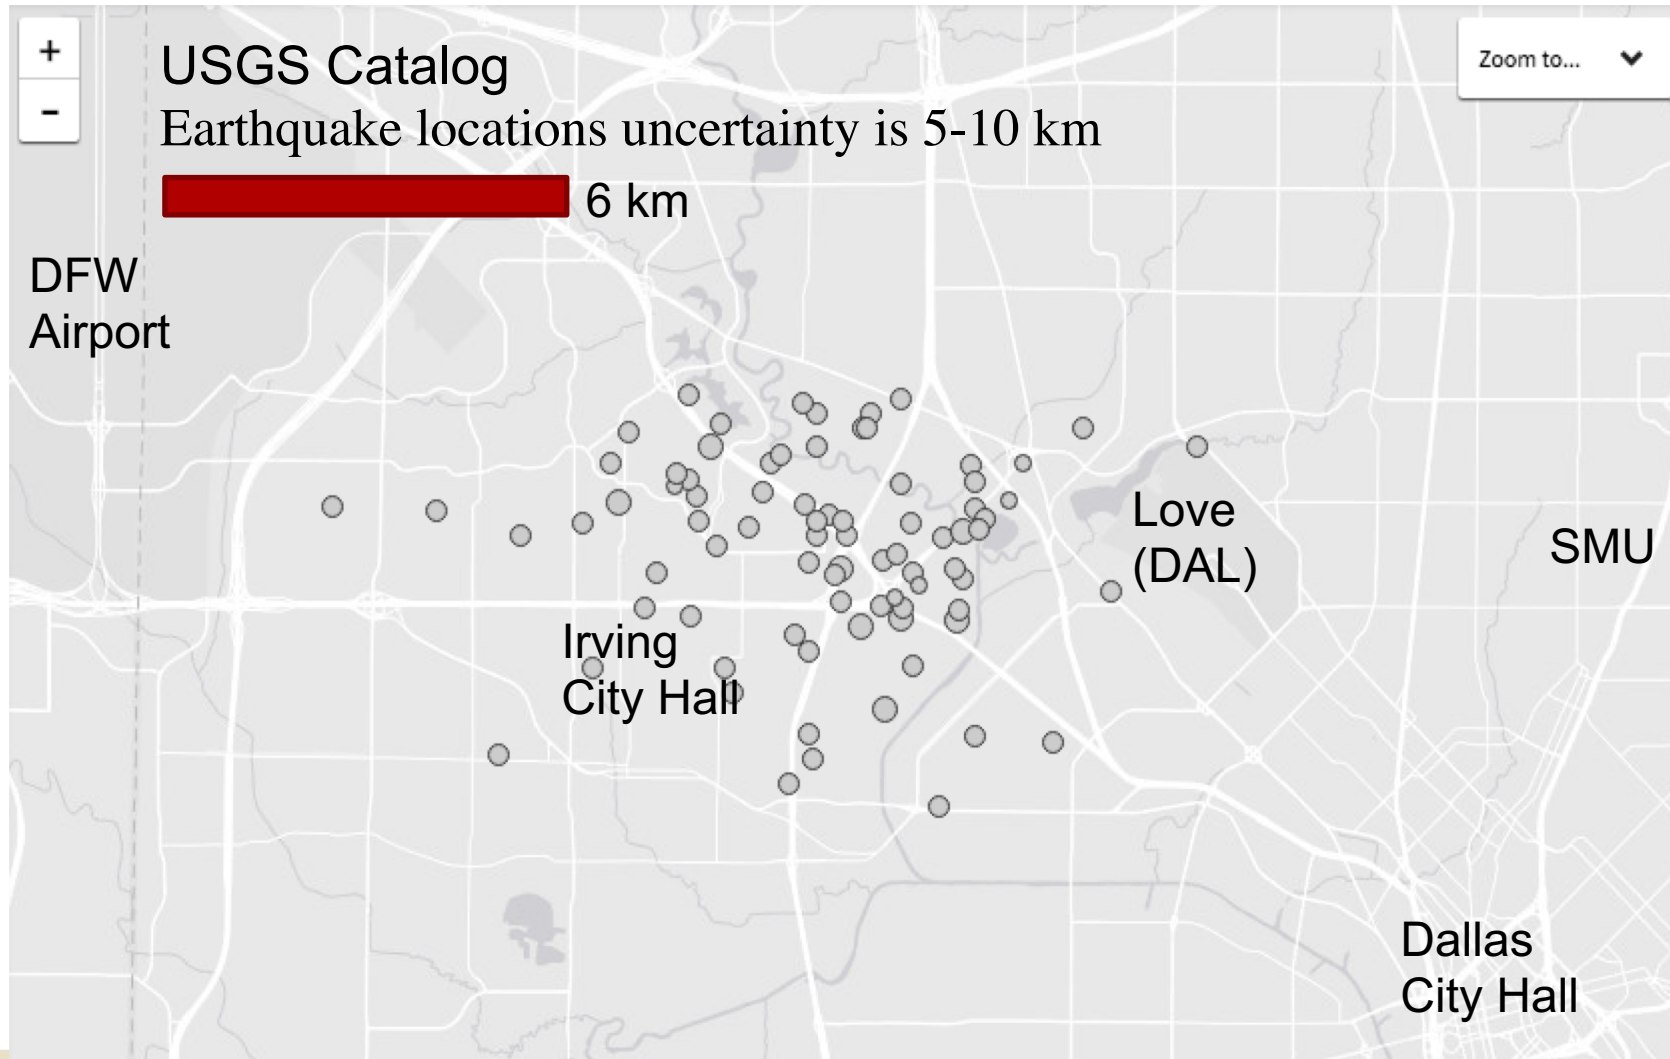 +
-
USGS Catalog
Zoom to...
Earthquake locations uncertainty is 5-10 km
6 km
DFW
Airport
Love
(DAL)
SMU
Irving
City Hall
Dallas
City Hall